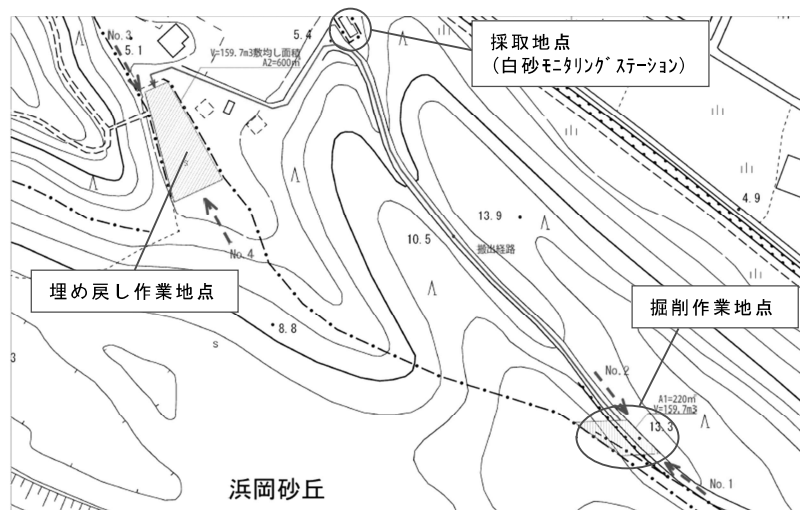 No.3
5.1
V=159.7m3敷均し面積
A2=600㎡
5.4
採取地点
(白砂ﾓﾆﾀﾘﾝｸﾞｽﾃｰｼｮﾝ)
s
4.9
13.9
10.5
搬出経路
No.4
埋め戻し作業地点
掘削作業地点
8.8
s
3
No.2
A1=220㎡
V=159.7m3
13.3
No.1
浜岡砂丘